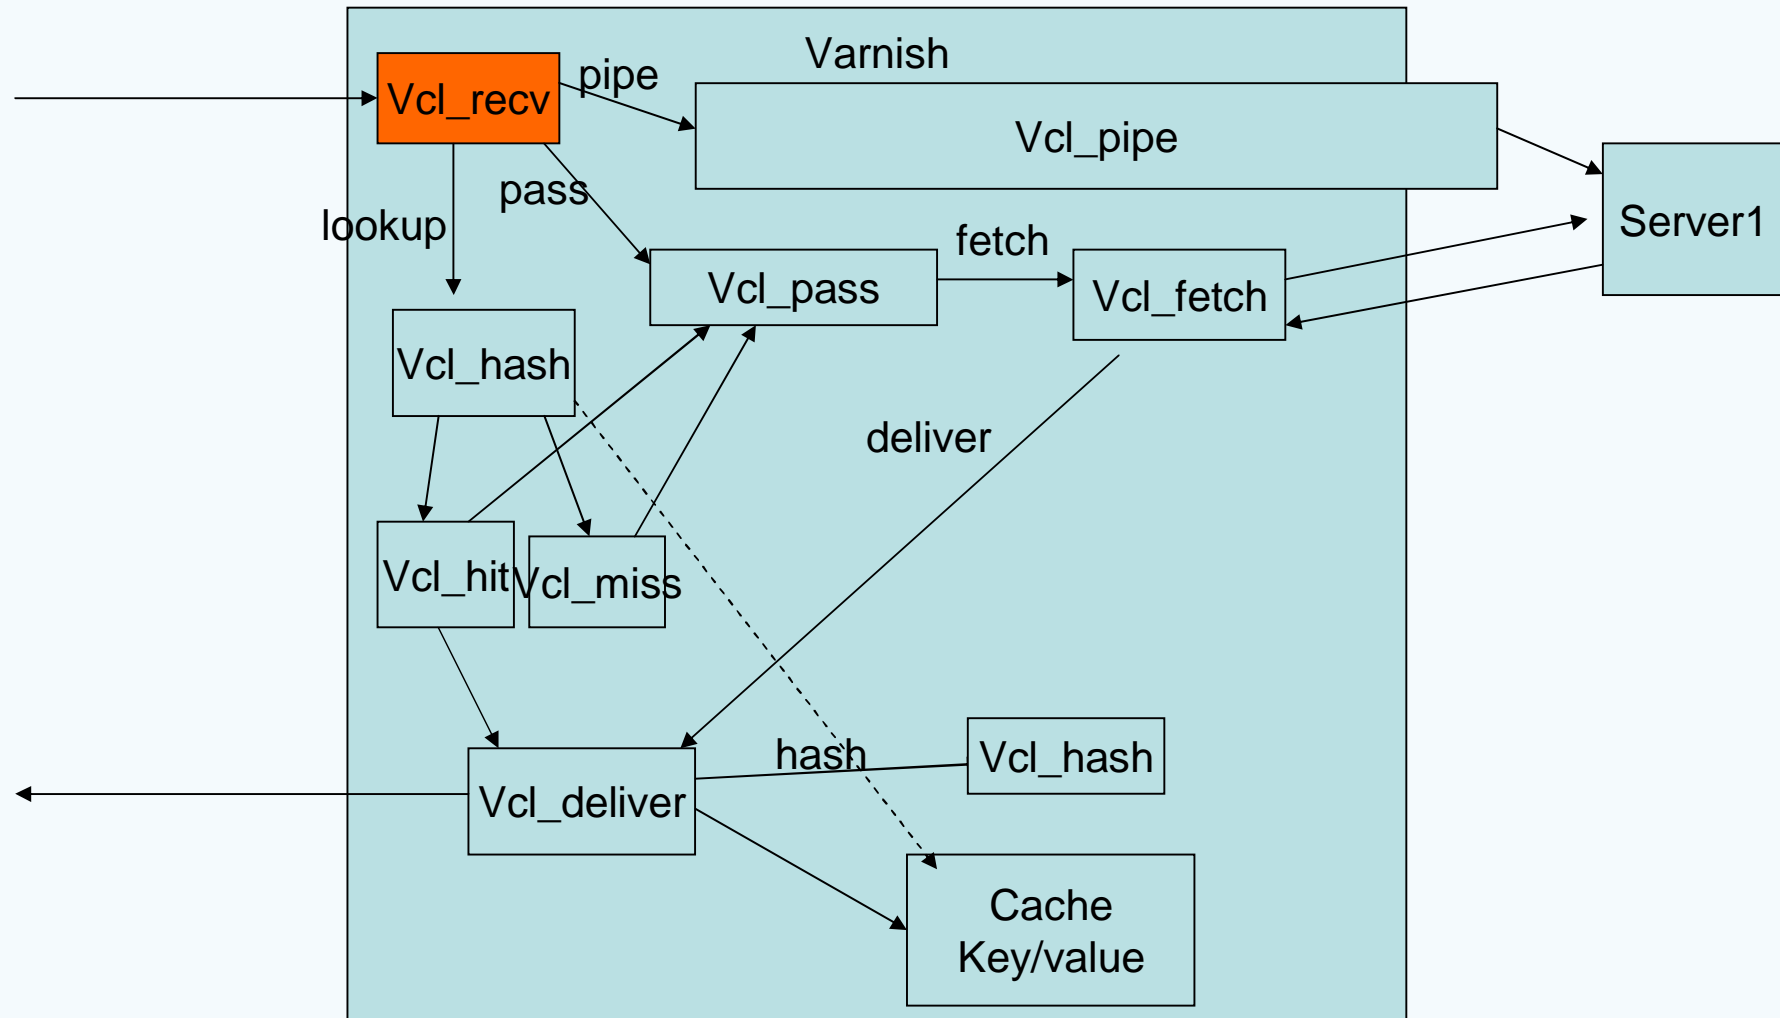 Varnish
Vcl_recv
pipe
Vcl_pipe
pass
lookup
Server1
fetch
Vcl_pass
Vcl_fetch
Vcl_hash
deliver
Vcl_hit
Vcl_miss
hash
Vcl_hash
Vcl_deliver
Cache
Key/value